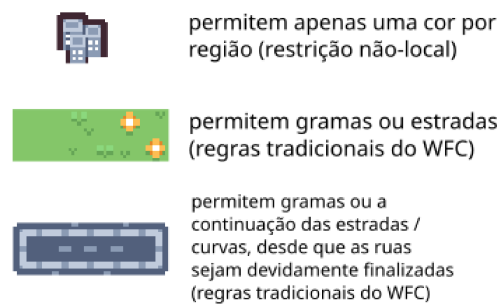 permitem apenas uma cor por
região (restrição não-local)
permitem gramas ou estradas
(regras tradicionais do WFC)
permitem gramas ou a
continuação das estradas /
curvas, desde que as ruas
sejam devidamente finalizadas
(regras tradicionais do WFC)